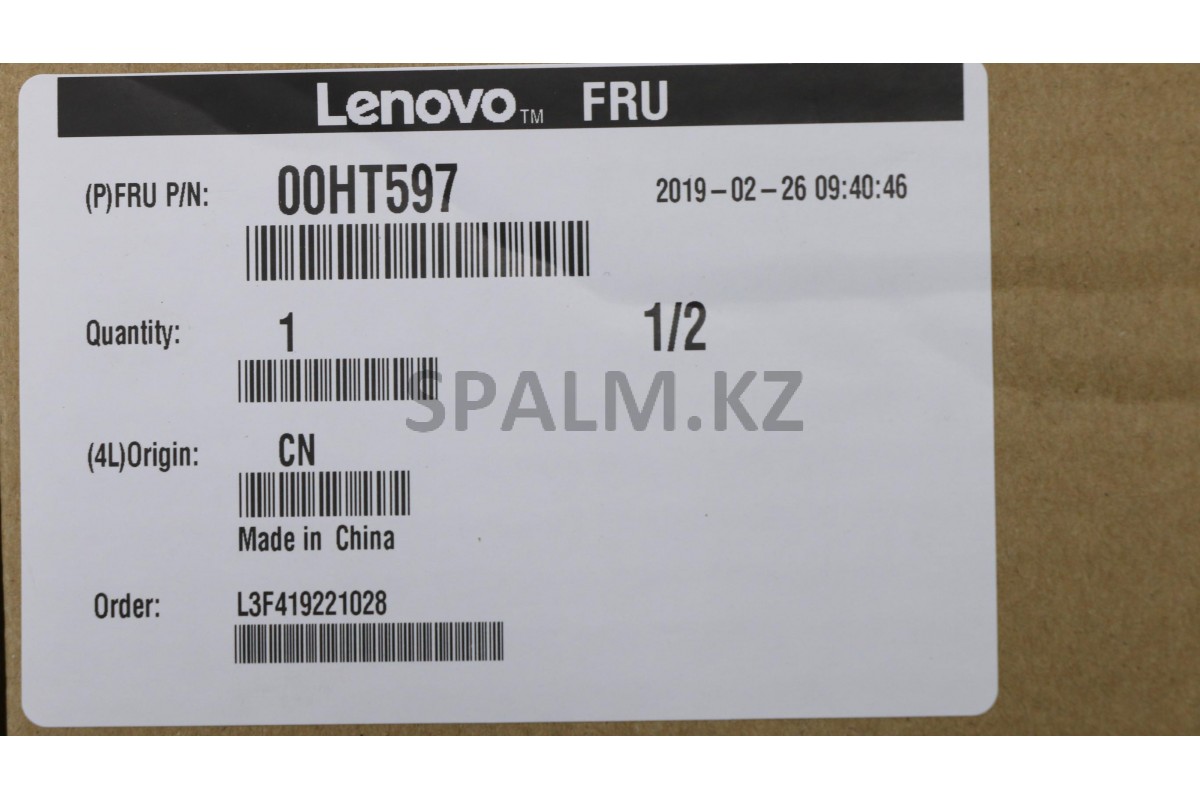 Lenovo™ FRU
(P)FRU P/N: 00HT597 2019-02-26 09:40:46
Quantity: 1 1/2
SPALM.KZ
(4L)Origin: CN
Made in China
Order: L3F419221028